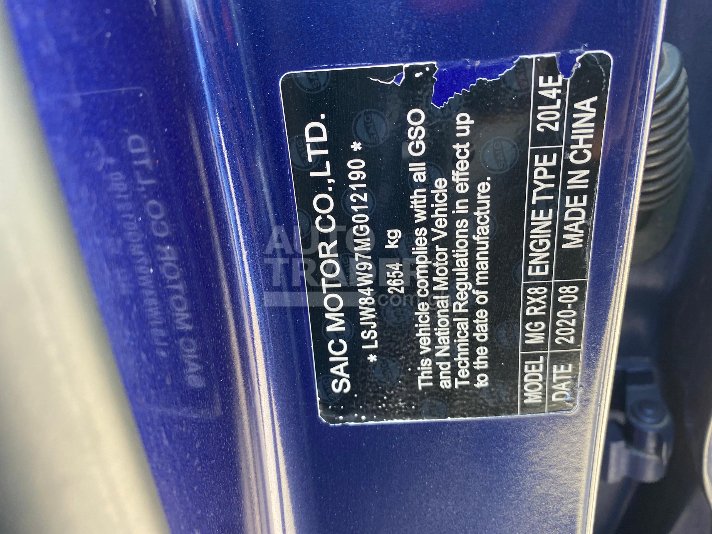 SAIC MOTOR CO.,LTD.
* LSJW84W97MG012190 *
2654 kg
This vehicle complies with all GSO
and National Motor Vehicle
Technical Regulations in effect up
to the date of manufacture.
MODEL MG RX8 ENGINE TYPE 20L4E
DATE 2020-08 MADE IN CHINA
AUTO
TRADER
.com